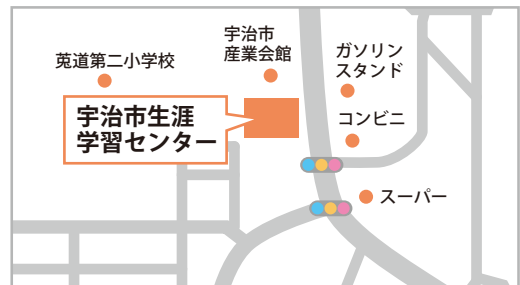 莵道第二小学校
宇治市
産業会館
ガソリン
スタンド
宇治市生涯
学習センター
コンビニ
スーパー